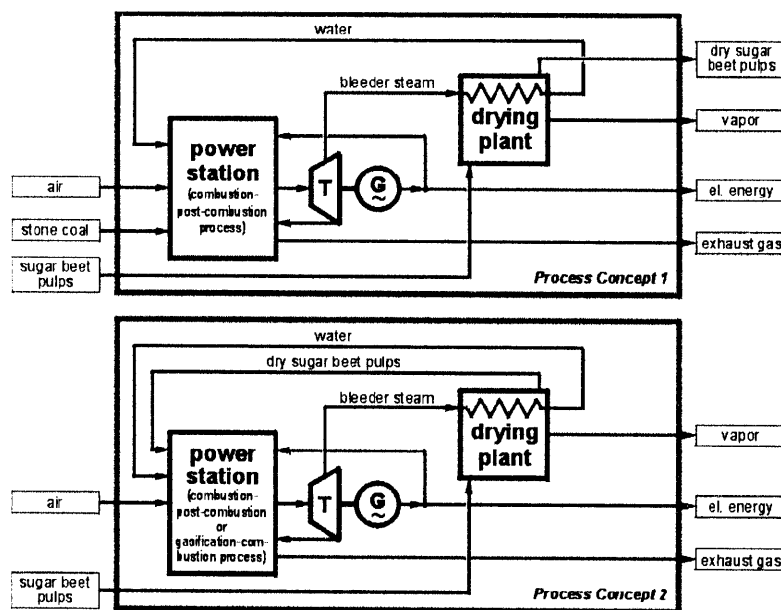 water
dry sugar
beet pulps
bleeder steam
drying
plant
vapor
power
station
(combustion-
post-combustion
process)
T
G
~
air
el. energy
stone coal
exhaust gas
sugar beet
pulps
Process Concept 1
water
dry sugar beet pulps
bleeder steam
drying
plant
vapor
power
station
(combustion-
post-combustion
or
gasification-com-
bustion process)
T
G
~
air
el. energy
exhaust gas
sugar beet
pulps
Process Concept 2